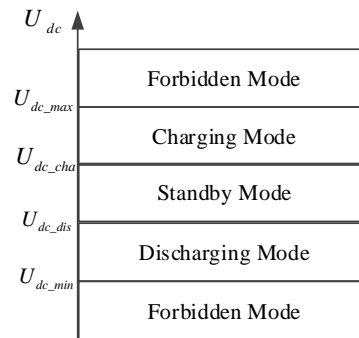 U_dc
Forbidden Mode
U_dc_max
Charging Mode
U_dc_cha
Standby Mode
U_dc_dis
Discharging Mode
U_dc_min
Forbidden Mode